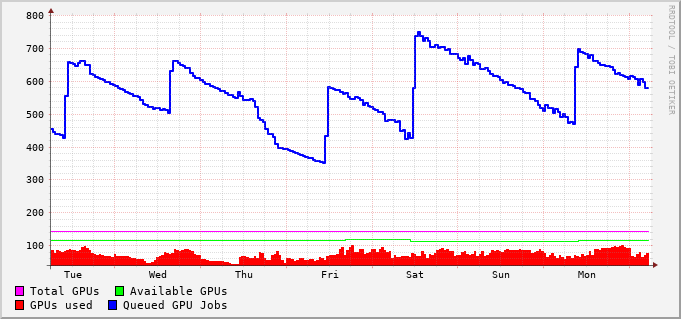 800
700
600
500
400
300
200
100
Tue Wed Thu Fri Sat Sun Mon
Total GPUs Available GPUs
GPUs used Queued GPU Jobs
RRDTOOL / TOBI OETIKER